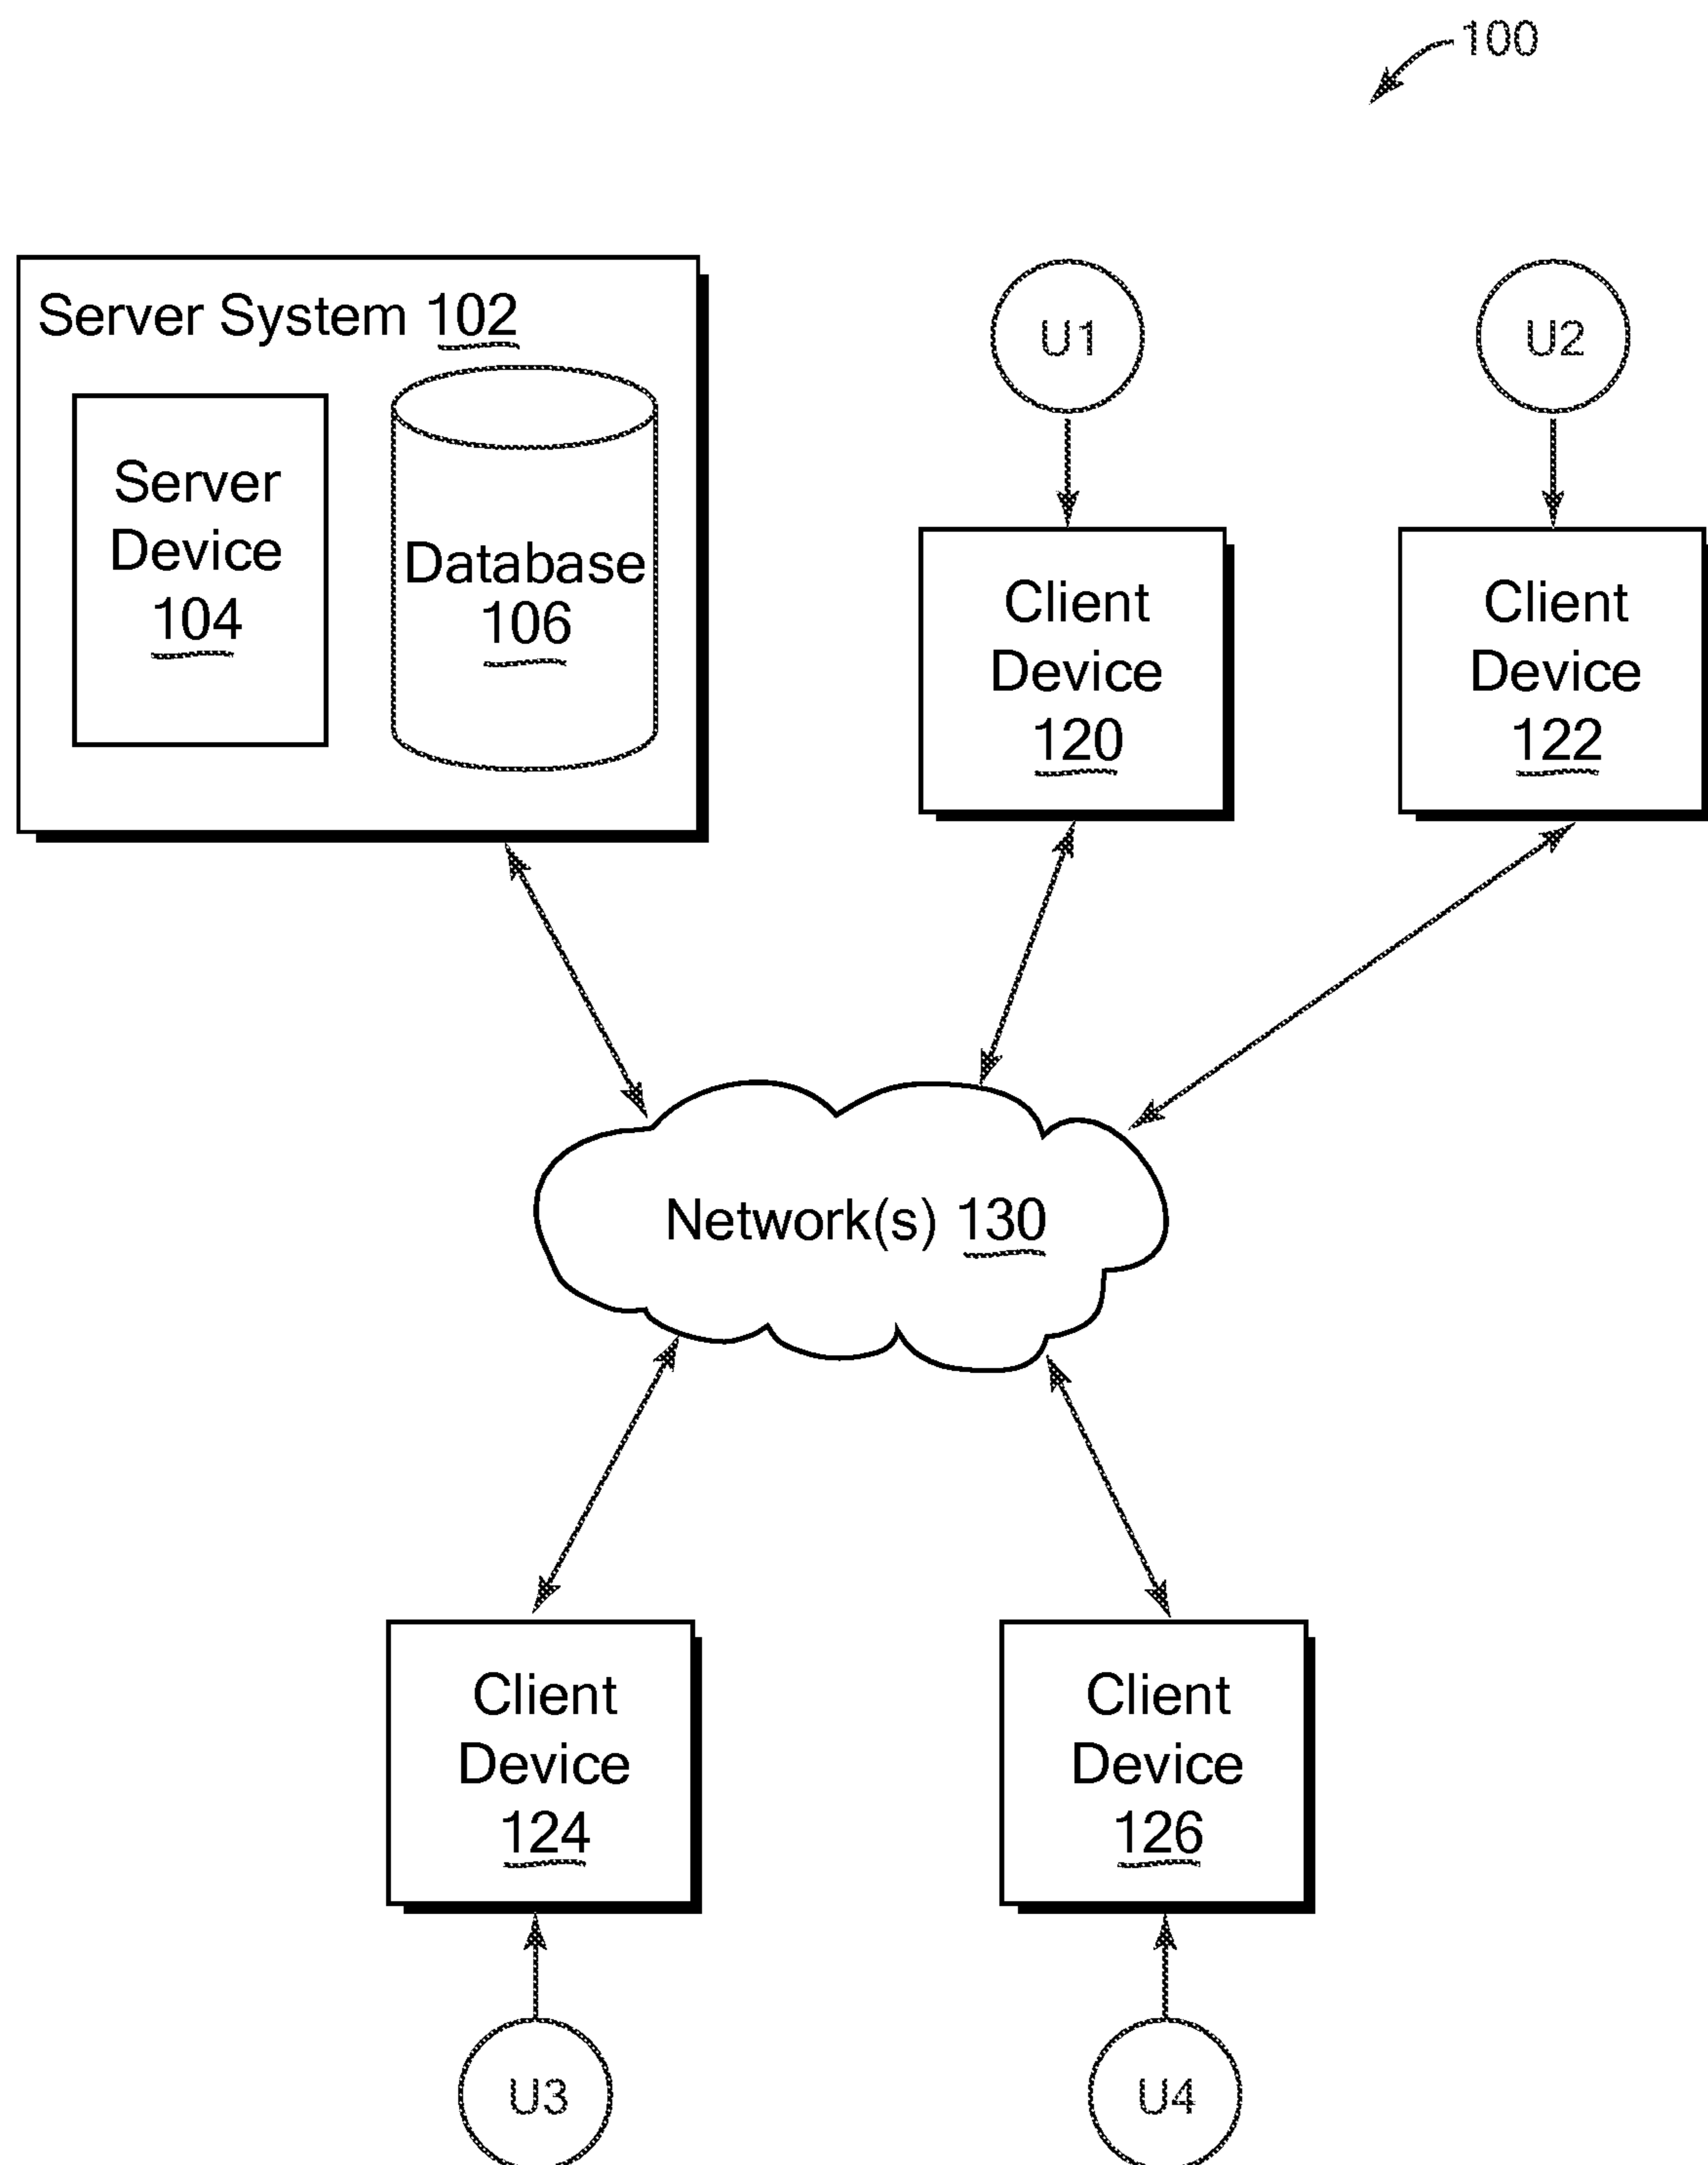 100
Server System 102
Server
Device
104
Database
106
U1
U2
Client
Device
120
Client
Device
122
Network(s) 130
Client
Device
124
Client
Device
126
U3
U4